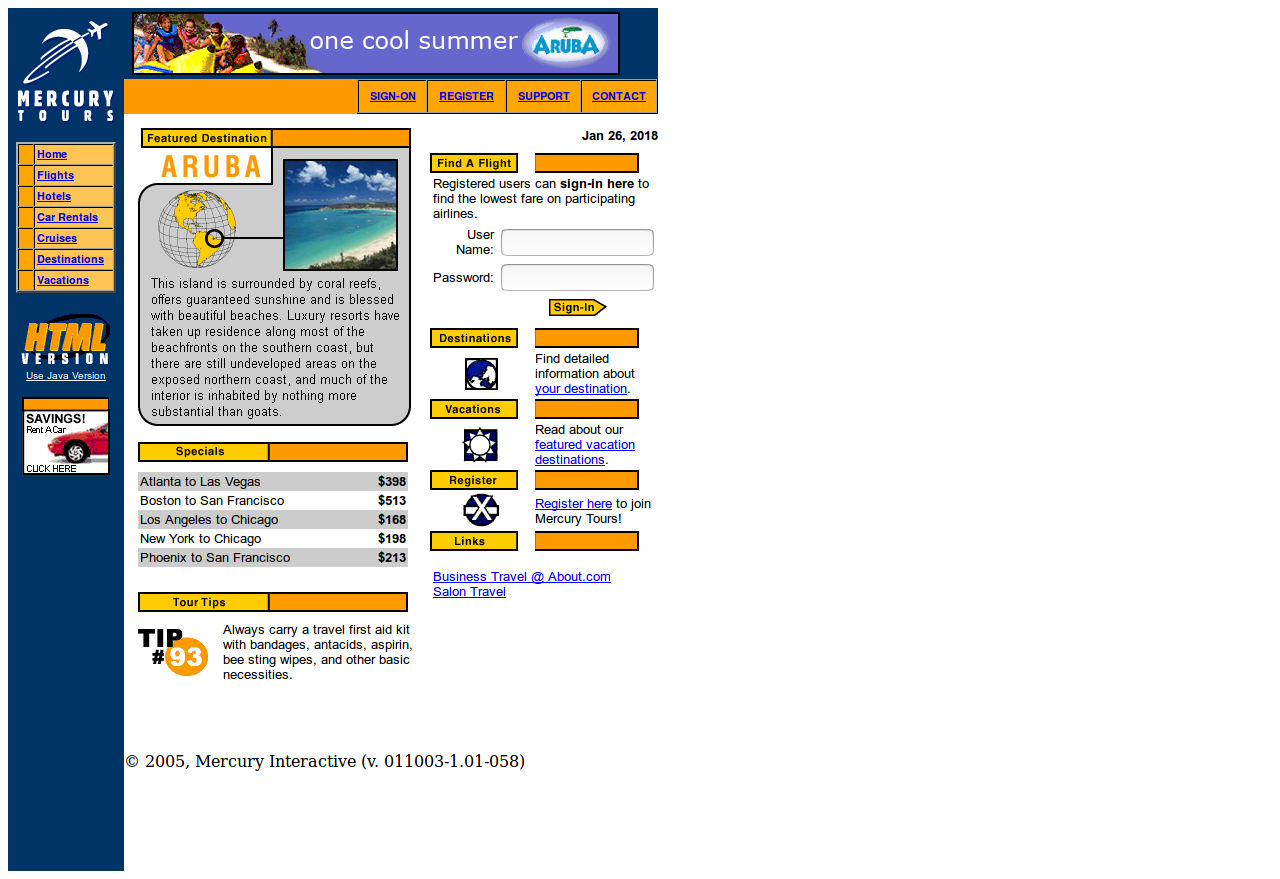 one cool summer ARUBA
MERCURY
TOURS
SIGN-ON REGISTER SUPPORT CONTACT
Home
Flights
Hotels
Car Rentals
Cruises
Destinations
Vacations
HTML
VERSION
Use Java Version
SAVINGS!
Rent A Car
CLICK HERE
Featured Destination
ARUBA
This island is surrounded by coral reefs,
offers guaranteed sunshine and is blessed
with beautiful beaches. Luxury resorts have
taken up residence along most of the
beachfronts on the southern coast, but
there are still undeveloped areas on the
exposed northern coast, and much of the
interior is inhabited by nothing more
substantial than goats.
Specials
Atlanta to Las Vegas $398
Boston to San Francisco $513
Los Angeles to Chicago $168
New York to Chicago $198
Phoenix to San Francisco $213
Tour Tips
TIP
#93
Always carry a travel first aid kit
with bandages, antacids, aspirin,
bee sting wipes, and other basic
necessities.
Jan 26, 2018
Find A Flight
Registered users can sign-in here to
find the lowest fare on participating
airlines.
User
Name:
Password:
Sign-In
Destinations
Find detailed
information about
your destination.
Vacations
Read about our
featured vacation
destinations.
Register
Register here to join
Mercury Tours!
Links
Business Travel @ About.com
Salon Travel
© 2005, Mercury Interactive (v. 011003-1.01-058)